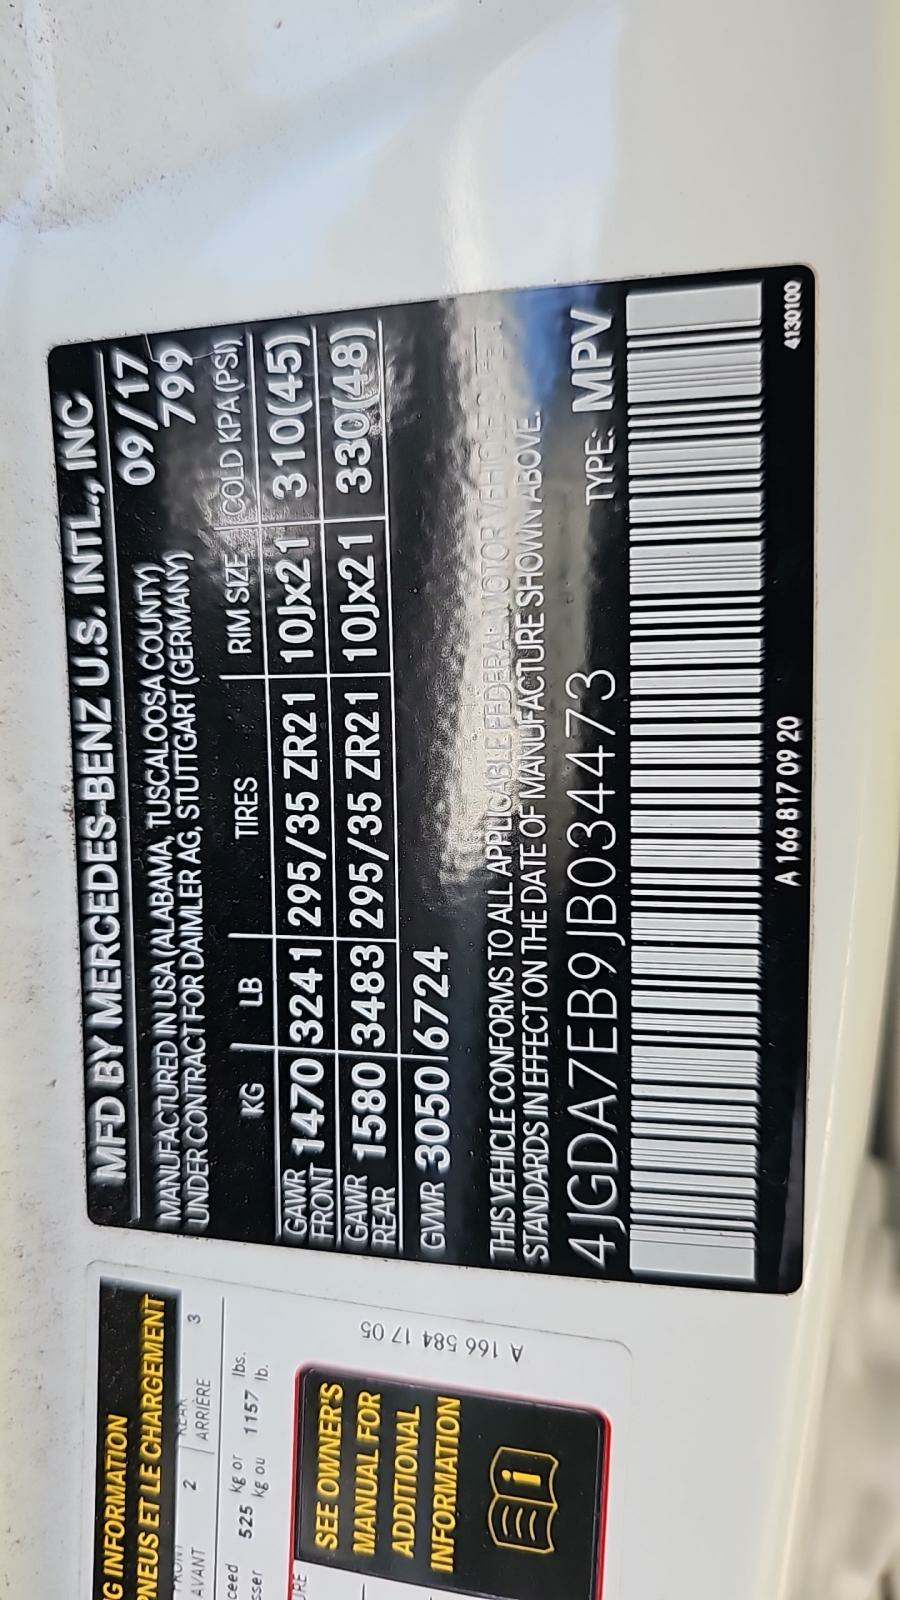 MFD BY MERCEDES-BENZ U.S. INTL., INC
MANUFACTURED IN USA (ALABAMA, TUSCALOOSA COUNTY) 09/17
UNDER CONTRACT FOR DAIMLER AG, STUTTGART (GERMANY) 799
KG LB TIRES RIM SIZE COLD KPA(PSI)
GAWR FRONT 1470 3241 295/35 ZR21 10Jx21 310(45)
GAWR REAR 1580 3483 295/35 ZR21 10Jx21 330(48)
GVWR 3050 6724
THIS VEHICLE CONFORMS TO ALL APPLICABLE FEDERAL MOTOR VEHICLE
STANDARDS IN EFFECT ON THE DATE OF MANUFACTURE SHOWN ABOVE.
4JGDA7EB9JB034473 TYPE: MPV
A 166 817 09 20
4130100
INFORMATION
PNEUS ET LE CHARGEMENT
FRONT REAR
AVANT 2 ARRIÈRE 3
525 kg or 1157 lbs.
kg ou lb.
A 166 584 17 05
SEE OWNER'S
MANUAL FOR
ADDITIONAL
INFORMATION